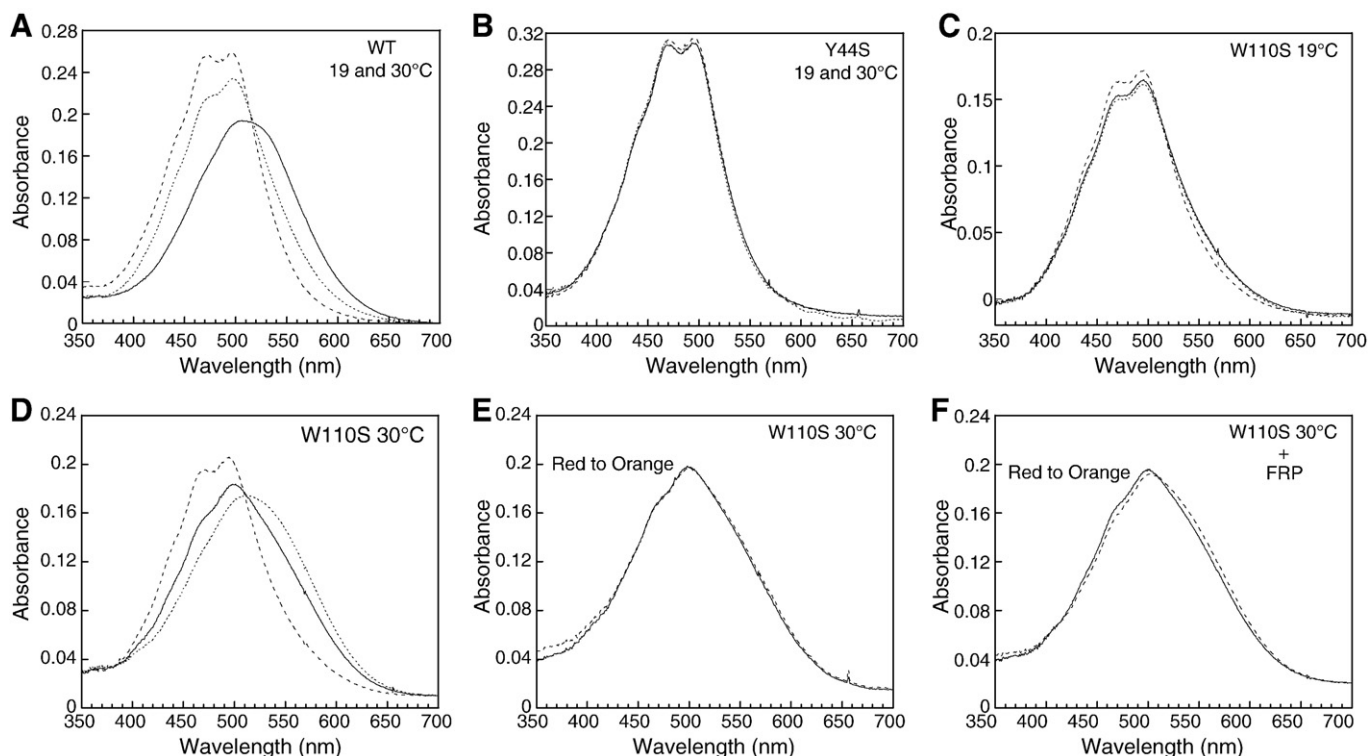 A
WT
19 and 30°C
0.28
0.24
0.2
0.16
0.12
0.08
0.04
0
Absorbance
350 400 450 500 550 600 650 700
Wavelength (nm)
B
Y44S
19 and 30°C
0.32
0.28
0.24
0.2
0.16
0.12
0.08
0.04
0
Absorbance
350 400 450 500 550 600 650 700
Wavelength (nm)
C
W110S 19°C
0.2
0.15
0.1
0.05
0
Absorbance
350 400 450 500 550 600 650 700
Wavelength (nm)
D
W110S 30°C
0.24
0.2
0.16
0.12
0.08
0.04
0
Absorbance
350 400 450 500 550 600 650 700
Wavelength (nm)
E
W110S 30°C
Red to Orange
0.24
0.2
0.16
0.12
0.08
0.04
0
Absorbance
350 400 450 500 550 600 650 700
Wavelength (nm)
F
W110S 30°C
+
FRP
Red to Orange
0.24
0.2
0.16
0.12
0.08
0.04
0
Absorbance
350 400 450 500 550 600 650 700
Wavelength (nm)